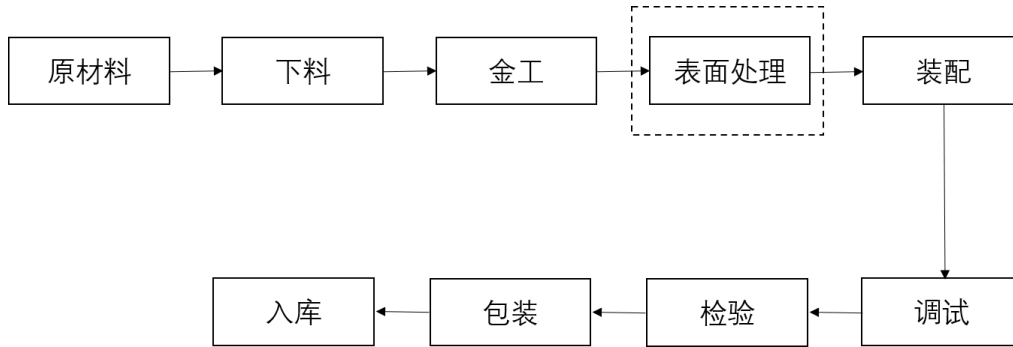 原材料
下料
金工
表面处理
装配
调试
检验
包装
入库